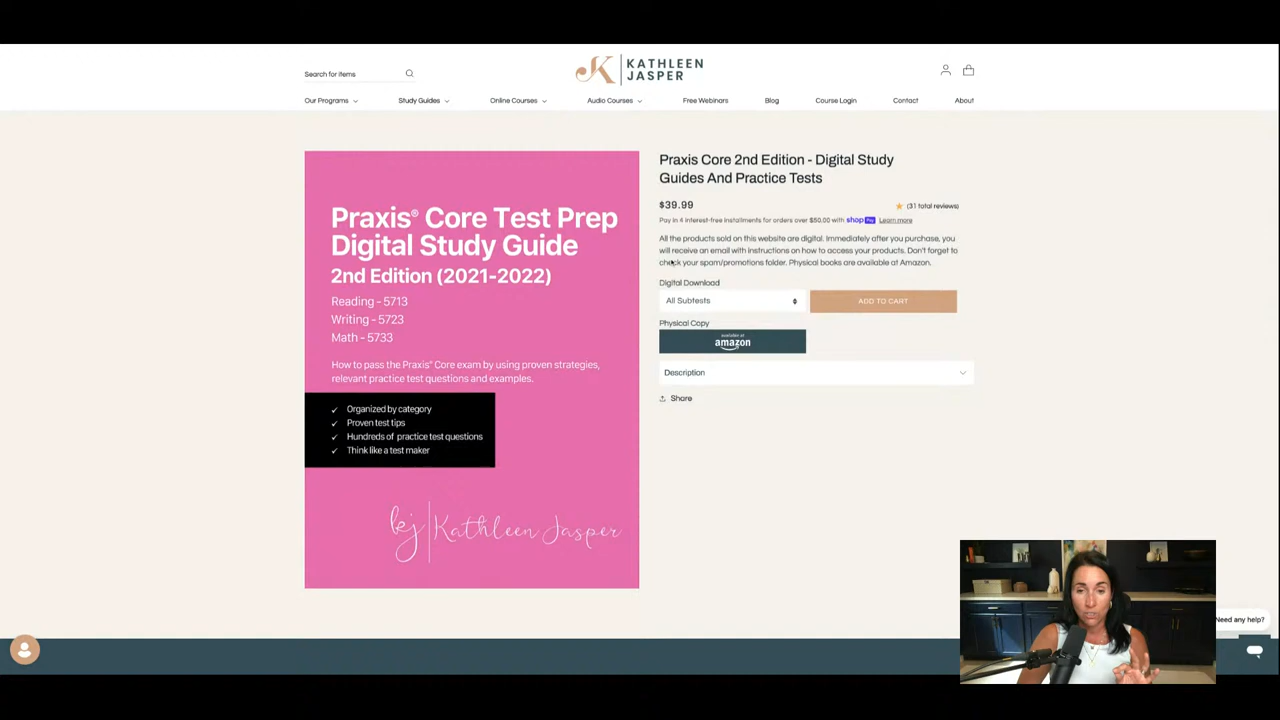 Search for items
KATHLEEN
JASPER
Our Programs
Study Guides
Online Courses
Audio Courses
Free Webinars
Blog
Course Login
Contact
About
Praxis® Core Test Prep
Digital Study Guide
2nd Edition (2021-2022)
Reading - 5713
Writing - 5723
Math - 5733
How to pass the Praxis® Core exam by using proven strategies,
relevant practice test questions and examples.
✓ Organized by category
✓ Proven test tips
✓ Hundreds of practice test questions
✓ Think like a test maker
kj Kathleen Jasper
Praxis Core 2nd Edition - Digital Study
Guides And Practice Tests
$39.99
(31 total reviews)
Pay in 4 interest-free installments for orders over $50.00 with shop Pay Learn more
All the products sold on this website are digital. Immediately after you purchase, you
will receive an email with instructions on how to access your products. Don't forget to
check your spam/promotions folder. Physical books are available at Amazon.
Digital Download
All Subtests
ADD TO CART
Physical Copy
available at
amazon
Description
Share
Need any help?